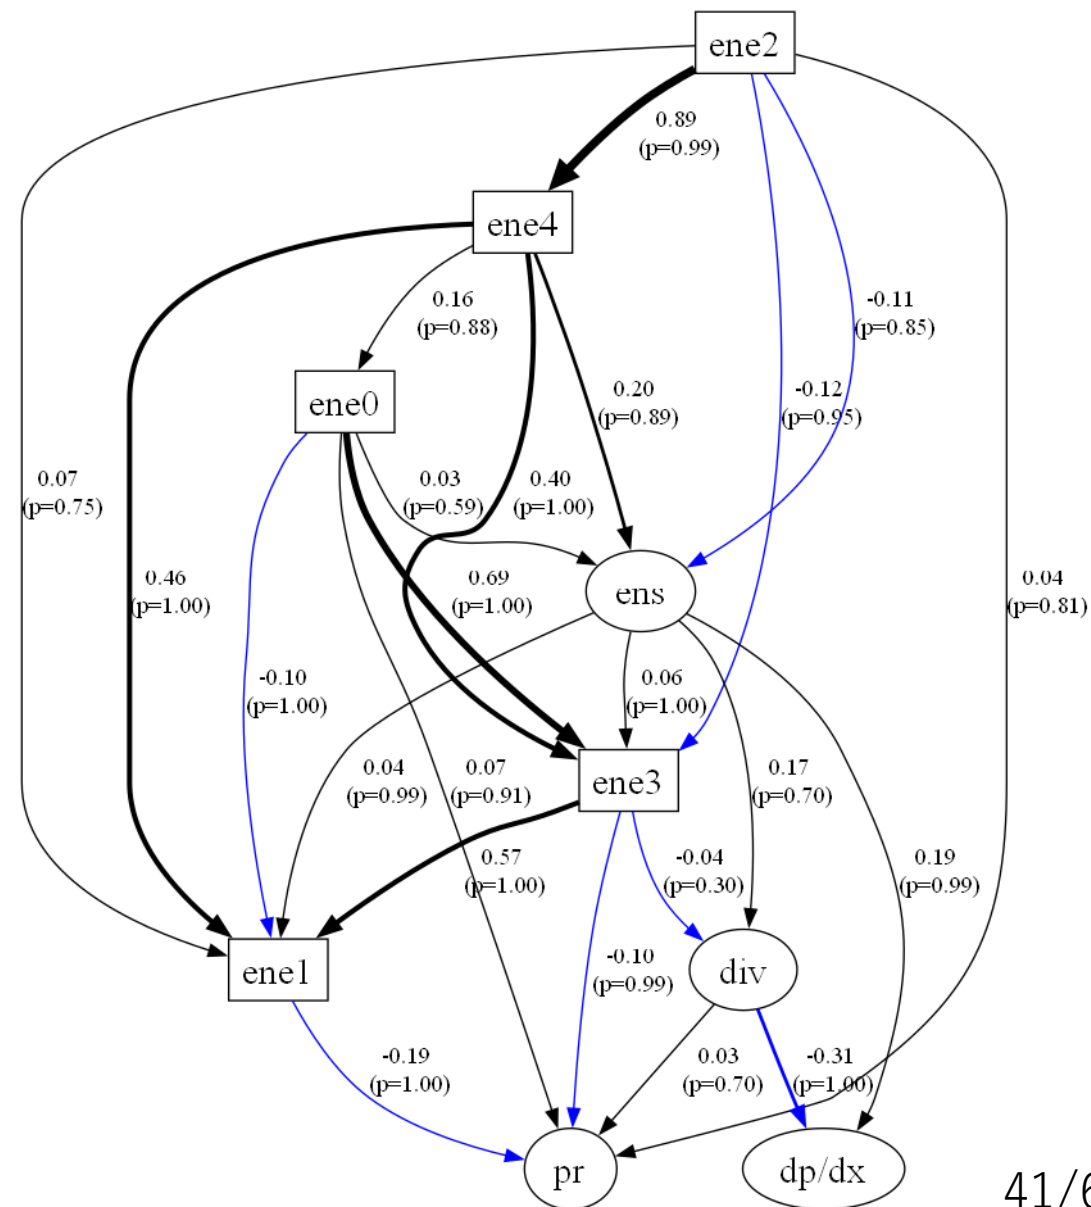 ene2
0.89
(p=0.99)
ene4
0.16
(p=0.88)
-0.11
(p=0.85)
ene0
0.20
(p=0.89)
-0.12
(p=0.95)
0.07
(p=0.75)
0.03
(p=0.59)
0.40
(p=1.00)
0.46
(p=1.00)
0.69
(p=1.00)
ens
0.04
(p=0.81)
-0.10
(p=1.00)
0.06
(p=1.00)
0.04
(p=0.99)
0.07
(p=0.91)
ene3
0.17
(p=0.70)
0.57
(p=1.00)
-0.04
(p=0.30)
0.19
(p=0.99)
ene1
-0.10
(p=0.99)
div
-0.19
(p=1.00)
0.03
(p=0.70)
-0.31
(p=1.00)
pr
dp/dx